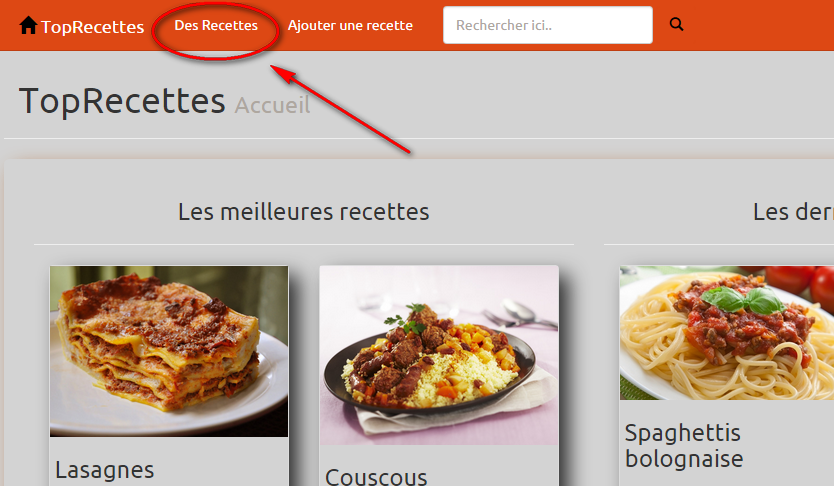 TopRecettes Des Recettes Ajouter une recette Rechercher ici..
TopRecettes Accueil
Les meilleures recettes
Lasagnes
Couscous
Les der
Spaghettis
bolognaise